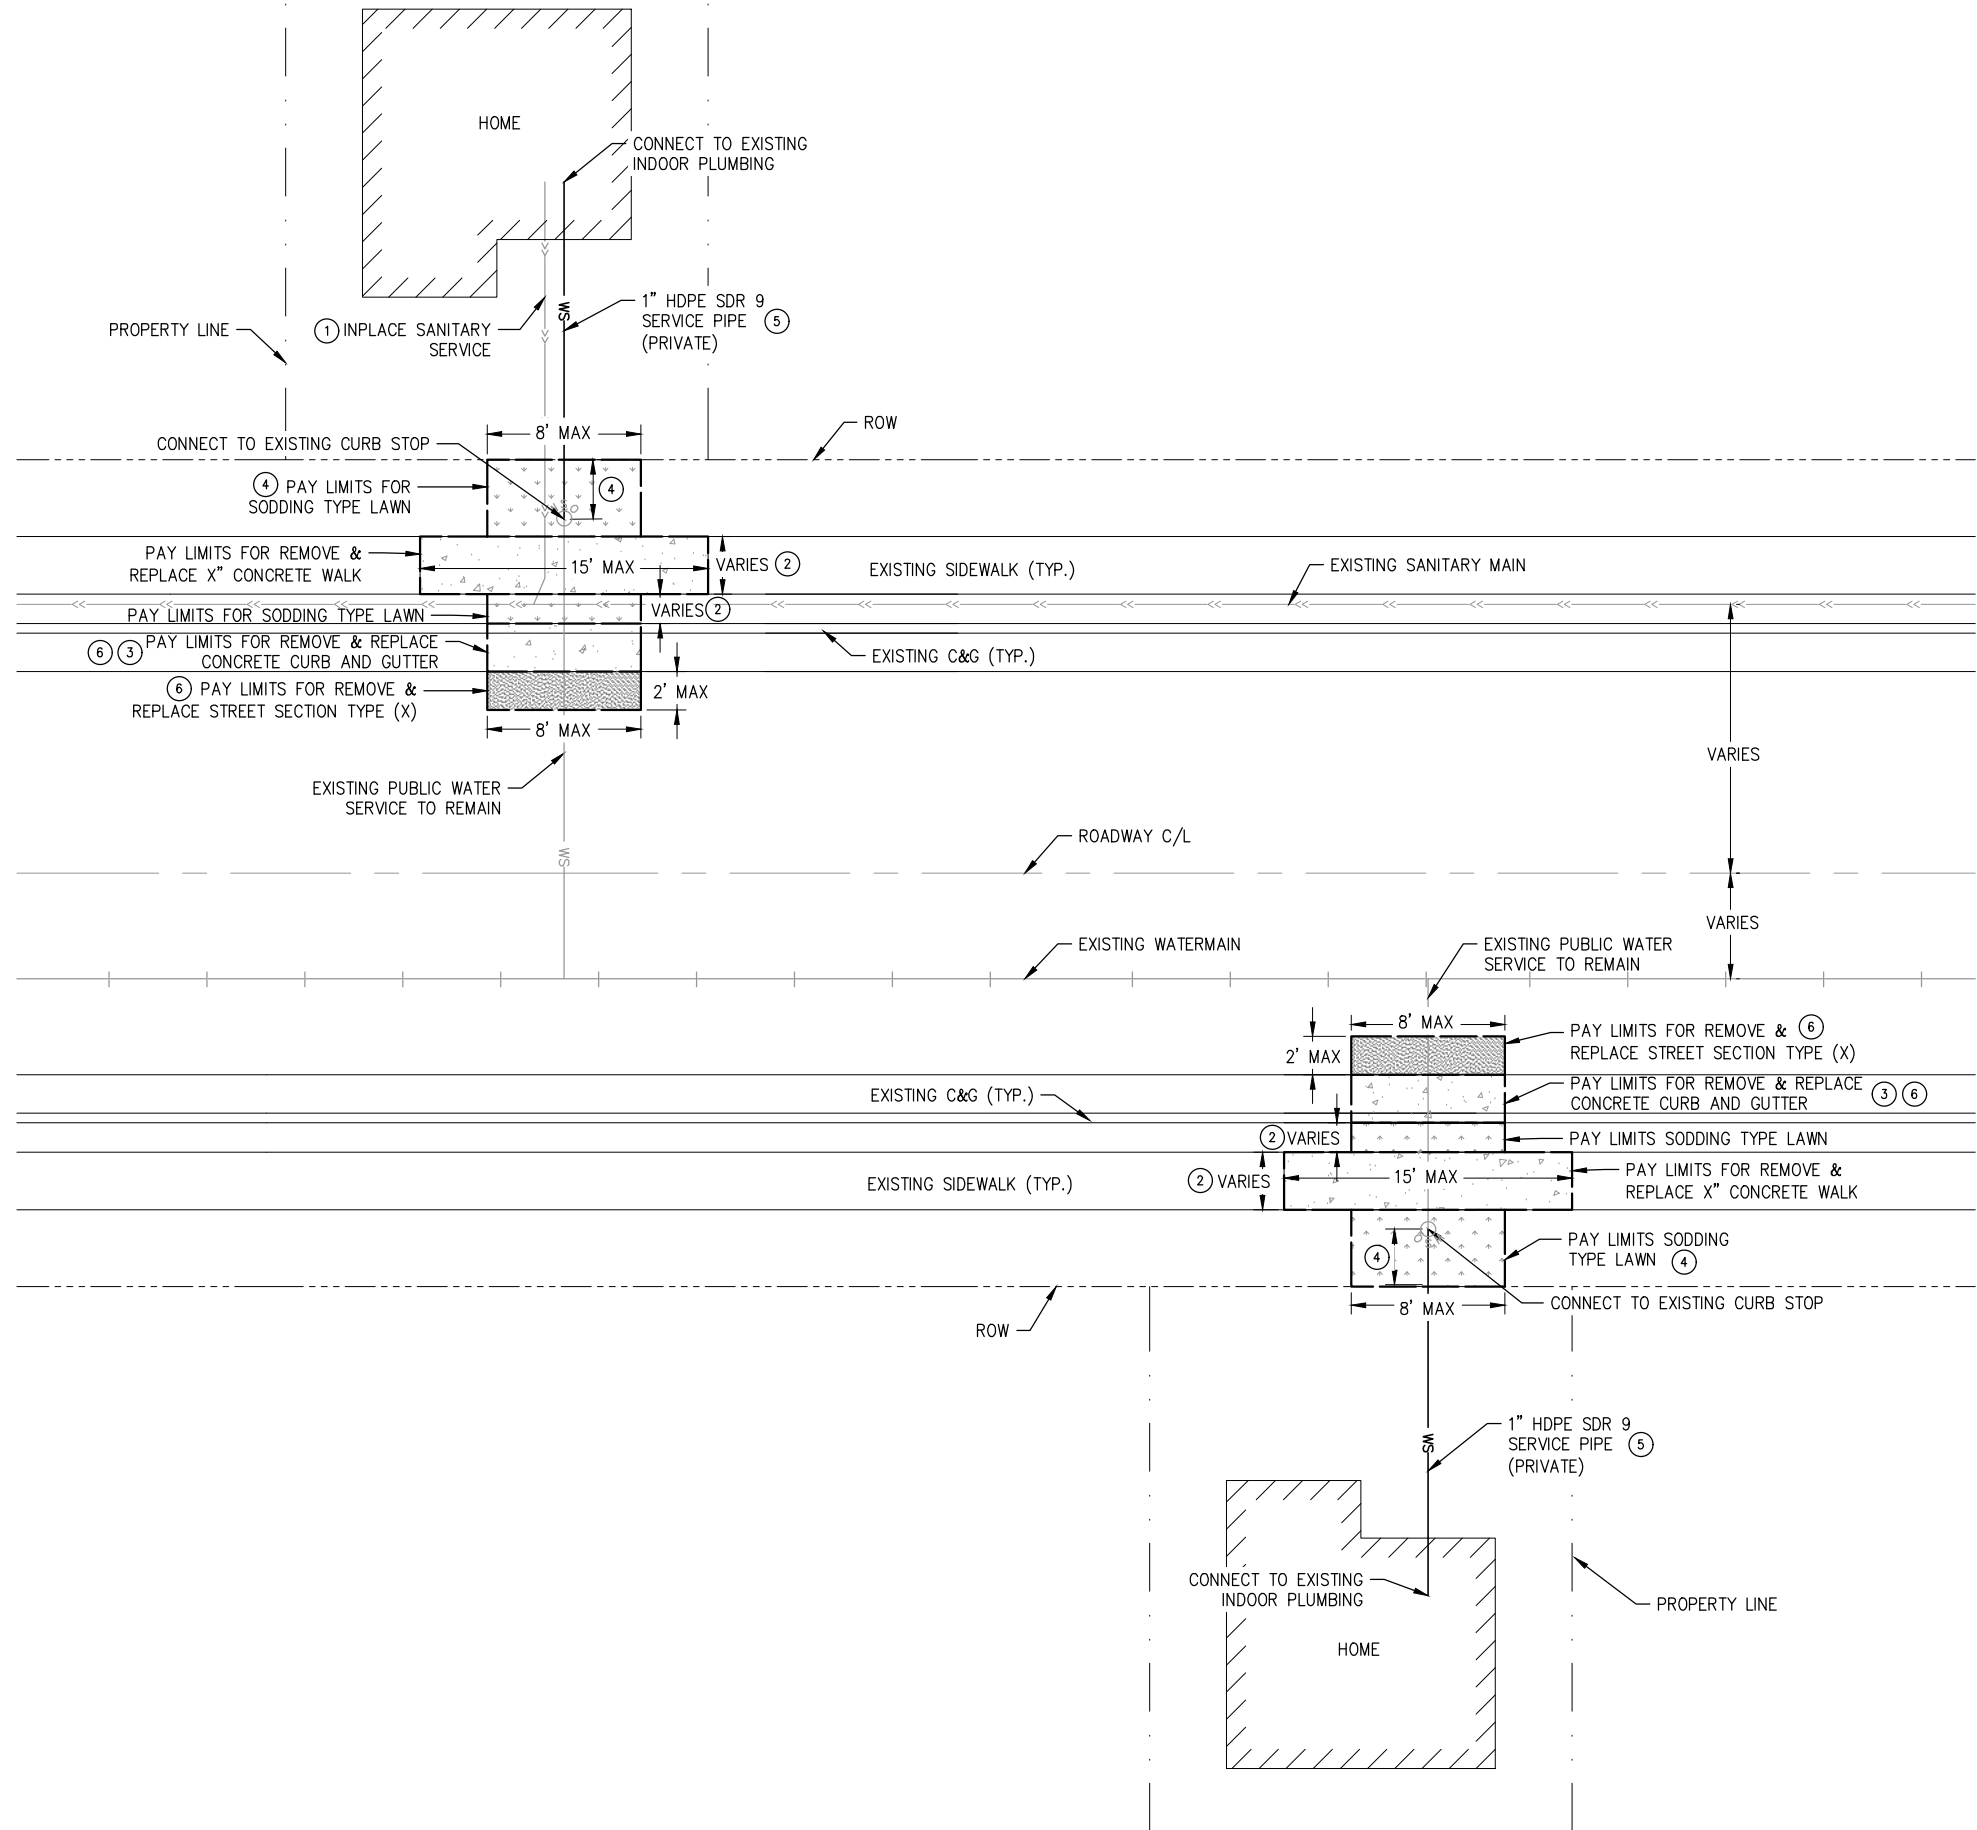 HOME
CONNECT TO EXISTING
INDOOR PLUMBING
1" HDPE SDR 9
SERVICE PIPE 5
(PRIVATE)
WS
PROPERTY LINE
1 INPLACE SANITARY
SERVICE
ROW
CONNECT TO EXISTING CURB STOP
8' MAX
4 PAY LIMITS FOR
SODDING TYPE LAWN
4
PAY LIMITS FOR REMOVE &
REPLACE X" CONCRETE WALK
15' MAX
VARIES 2
EXISTING SIDEWALK (TYP.)
EXISTING SANITARY MAIN
PAY LIMITS FOR SODDING TYPE LAWN
VARIES 2
6 3 PAY LIMITS FOR REMOVE & REPLACE
CONCRETE CURB AND GUTTER
EXISTING C&G (TYP.)
6 PAY LIMITS FOR REMOVE &
REPLACE STREET SECTION TYPE (X)
2' MAX
8' MAX
VARIES
EXISTING PUBLIC WATER
SERVICE TO REMAIN
ROADWAY C/L
WS
VARIES
EXISTING WATERMAIN
EXISTING PUBLIC WATER
SERVICE TO REMAIN
8' MAX
PAY LIMITS FOR REMOVE & 6
REPLACE STREET SECTION TYPE (X)
2' MAX
EXISTING C&G (TYP.)
PAY LIMITS FOR REMOVE & REPLACE
CONCRETE CURB AND GUTTER 3 6
2 VARIES
PAY LIMITS SODDING TYPE LAWN
EXISTING SIDEWALK (TYP.)
2 VARIES
15' MAX
PAY LIMITS FOR REMOVE &
REPLACE X" CONCRETE WALK
4
PAY LIMITS SODDING
TYPE LAWN 4
8' MAX
CONNECT TO EXISTING CURB STOP
ROW
1" HDPE SDR 9
SERVICE PIPE 5
(PRIVATE)
WS
CONNECT TO EXISTING
INDOOR PLUMBING
PROPERTY LINE
HOME